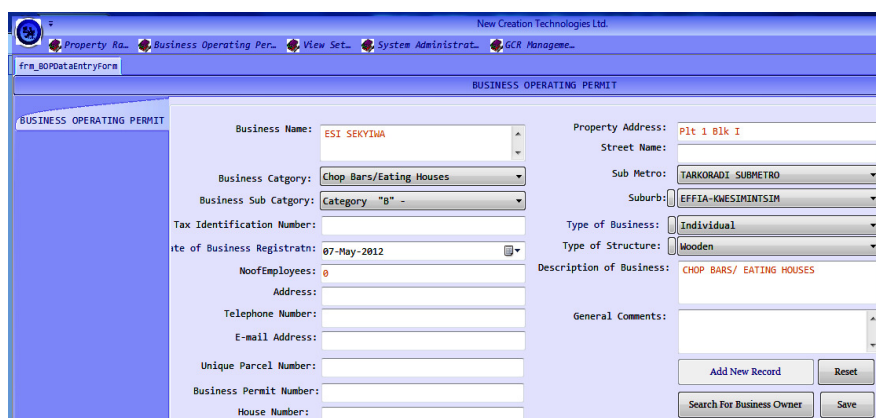 New Creation Technologies Ltd.
Property Ra… Business Operating Per… View Set… System Administrat… GCR Manageme…
frm_BOPDataEntryForm
BUSINESS OPERATING PERMIT
BUSINESS OPERATING PERMIT
Business Name: ESI SEKYIWA
Business Catgory: Chop Bars/Eating Houses
Business Sub Catgory: Category "B" -
Tax Identification Number:
ate of Business Registratn: 07-May-2012
NoofEmployees: 0
Address:
Telephone Number:
E-mail Address:
Unique Parcel Number:
Business Permit Number:
House Number:
Property Address: Plt 1 Blk I
Street Name:
Sub Metro: TARKORADI SUBMETRO
Suburb: EFFIA-KWESIMINTSIM
Type of Business: Individual
Type of Structure: Wooden
Description of Business: CHOP BARS/ EATING HOUSES
General Comments:
Add New Record Reset
Search For Business Owner Save